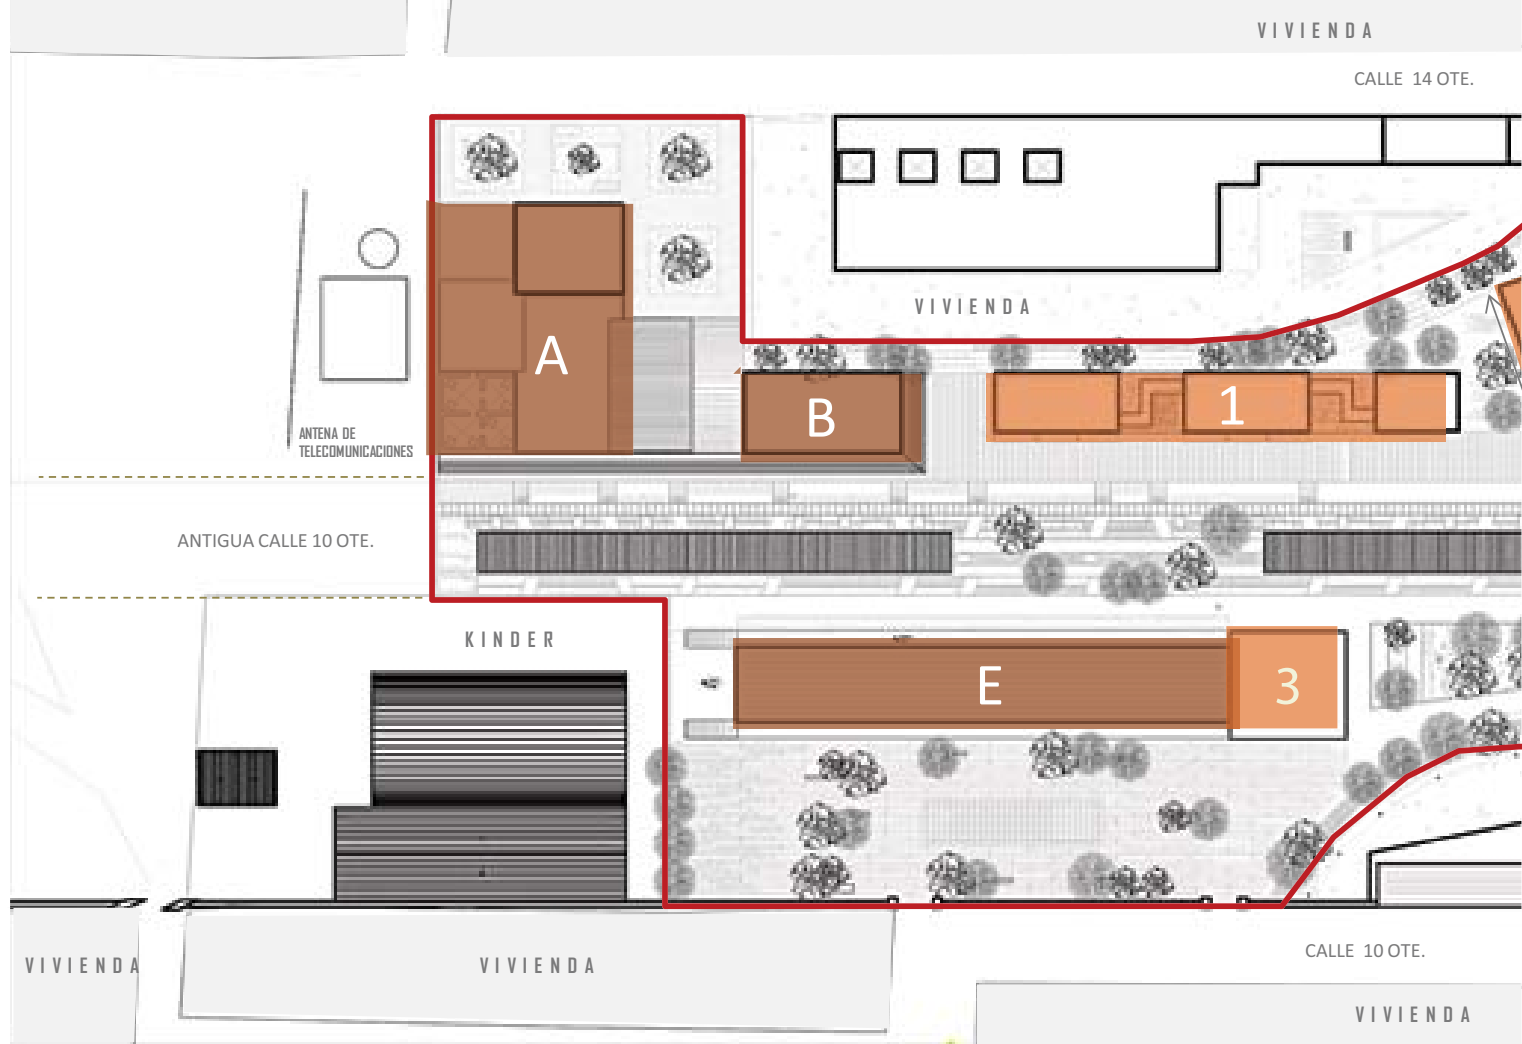 VIVIENDA
CALLE 14 OTE.
VIVIENDA
A
B
1
ANTENA DE
TELECOMUNICACIONES
ANTIGUA CALLE 10 OTE.
KINDER
E
3
CALLE 10 OTE.
VIVIENDA
VIVIENDA
VIVIENDA